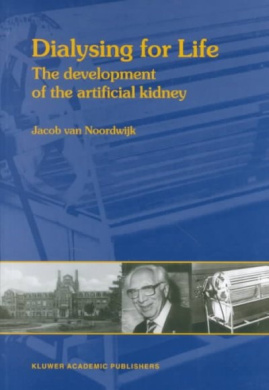 Dialysing for Life
The development
of the artificial kidney
Jacob van Noordwijk
KLUWER ACADEMIC PUBLISHERS